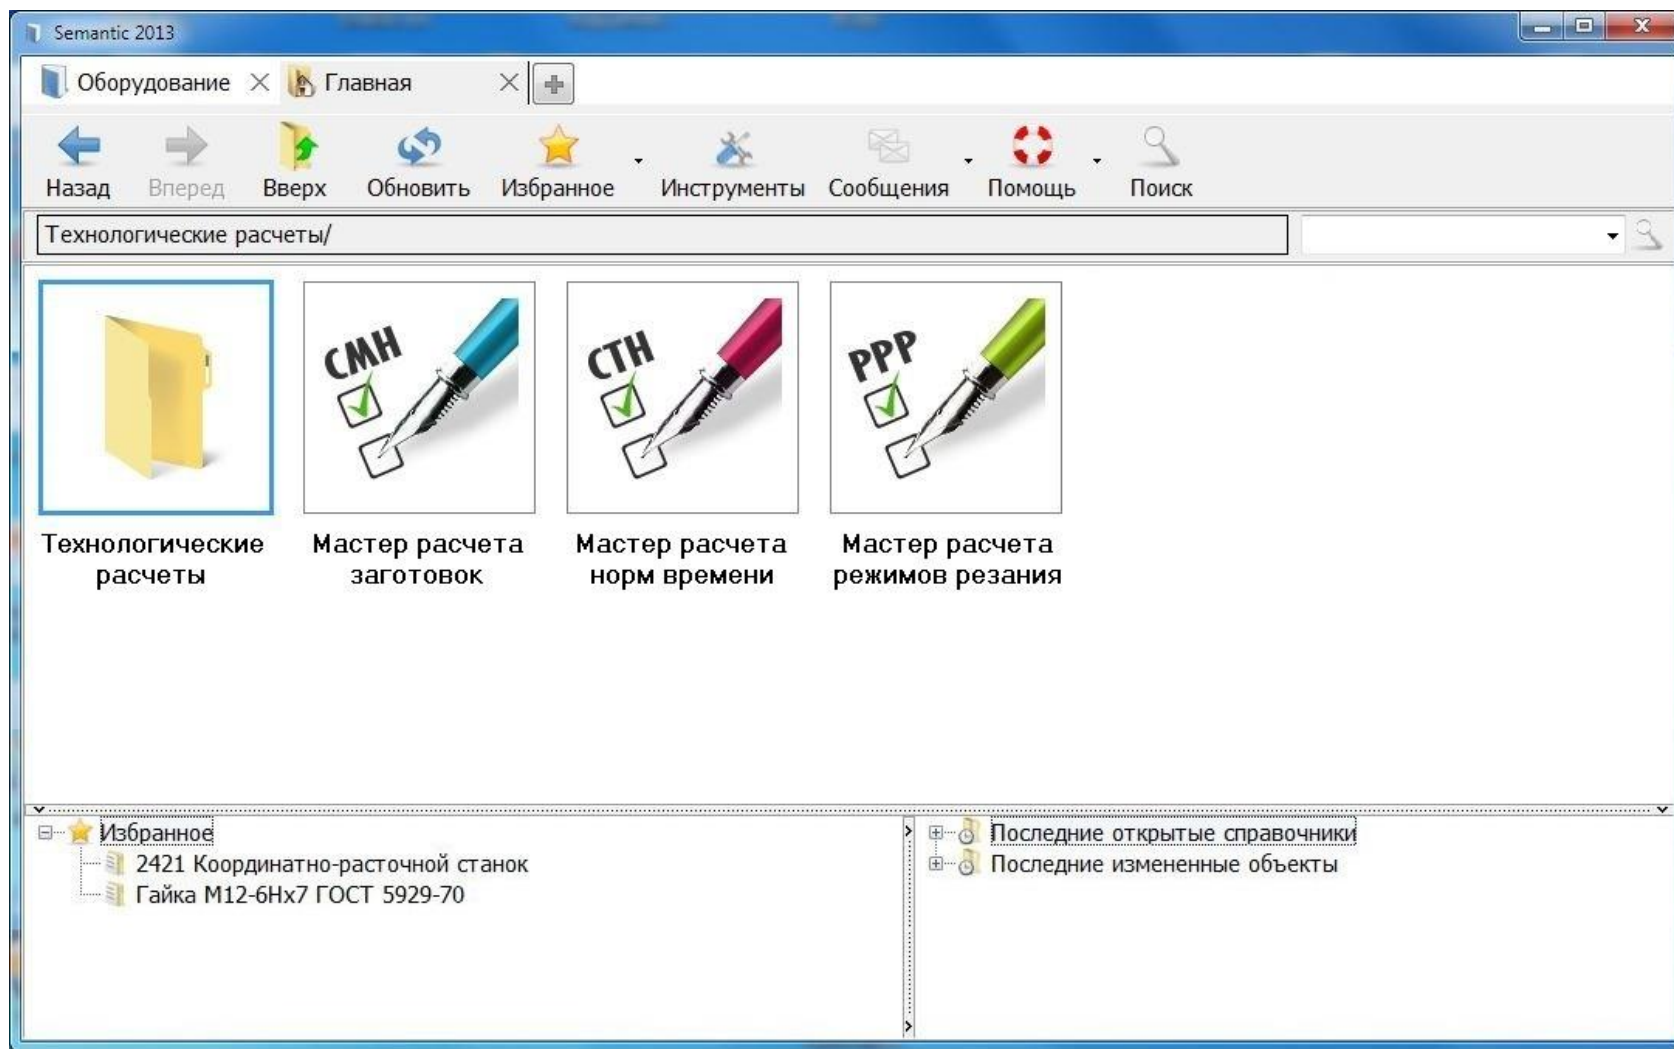 Semantic 2013
Оборудование Главная
Назад Вперед Вверх Обновить Избранное Инструменты Сообщения Помощь Поиск
Технологические расчеты/
СМН СТН РРР
Технологические Мастер расчета Мастер расчета Мастер расчета
расчеты заготовок норм времени режимов резания
Избранное
2421 Координатно-расточной станок
Гайка М12-6Нх7 ГОСТ 5929-70
Последние открытые справочники
Последние измененные объекты